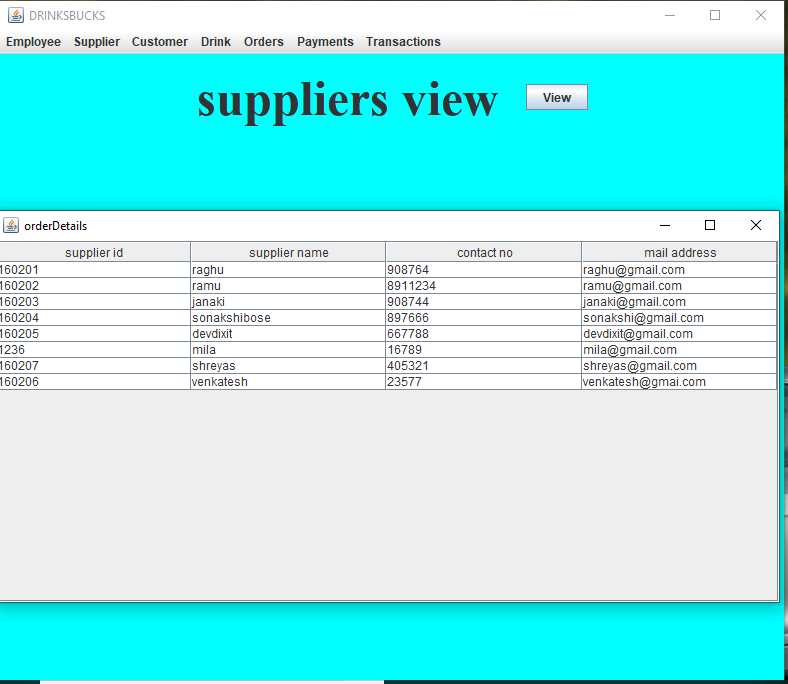 DRINKSBUCKS
Employee Supplier Customer Drink Orders Payments Transactions
suppliers view View
orderDetails
supplier id supplier name contact no mail address
160201 raghu 908764 raghu@gmail.com
160202 ramu 8911234 ramu@gmail.com
160203 janaki 908744 janaki@gmail.com
160204 sonakshibose 897666 sonakshi@gmail.com
160205 devdixit 667788 devdixit@gmail.com
1236 mila 16789 mila@gmail.com
160207 shreyas 405321 shreyas@gmail.com
160206 venkatesh 23577 venkatesh@gmai.com